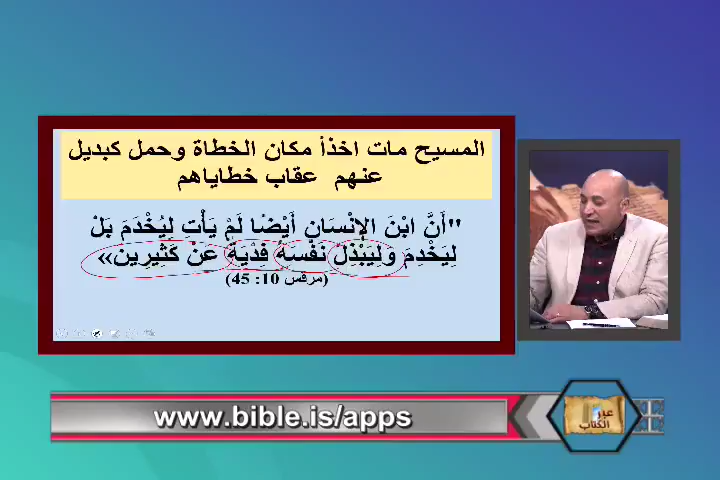 المسيح مات اخذاً مكان الخطاة وحمل كبديل
عنهم عقاب خطاياهم
"أَنَّ ابْنَ الإِنْسَانِ أَيْضًا لَمْ يَأْتِ لِيُخْدَمَ بَلْ
لِيَخْدِمَ وَلِيَبْذِلَ نَفْسَهُ فِدْيَةً عَنْ كَثِيرِينَ»
(مرقس 10: 45)
www.bible.is/apps
عبر
الكتاب